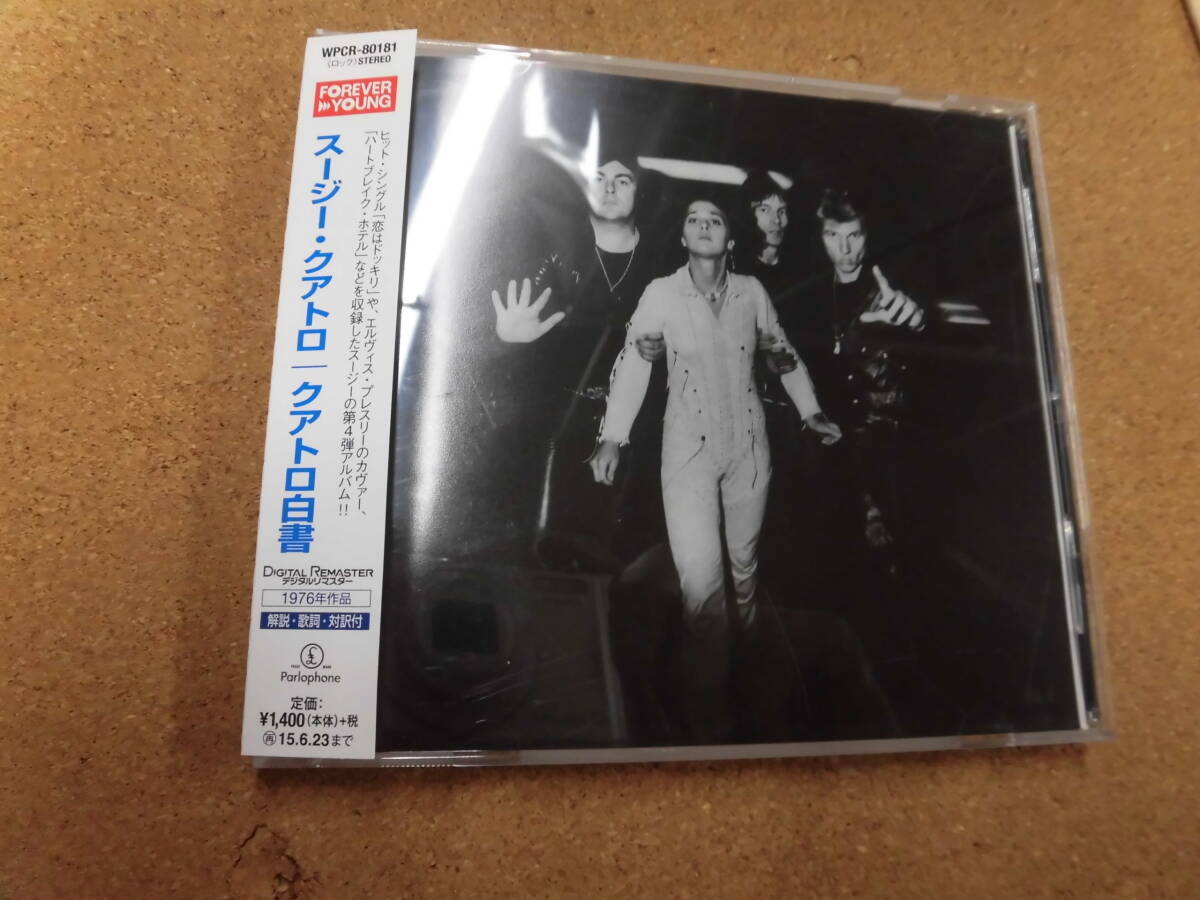 WPCR-80181
〈ロック〉STEREO
FOREVER
YOUNG
ヒット・シングル「恋はドッキリ」や、エルヴィス・プレスリーのカヴァー、
「ハートブレイク・ホテル」などを収録したスージーの第4弾アルバム!!
スージー・クアトロ|クアトロ白書
DIGITAL REMASTER
デジタルリマスター
1976年作品
解説・歌詞・対訳付
TRADE MARK
Parlophone
定価:
¥1,400(本体)+税
再15.6.23まで